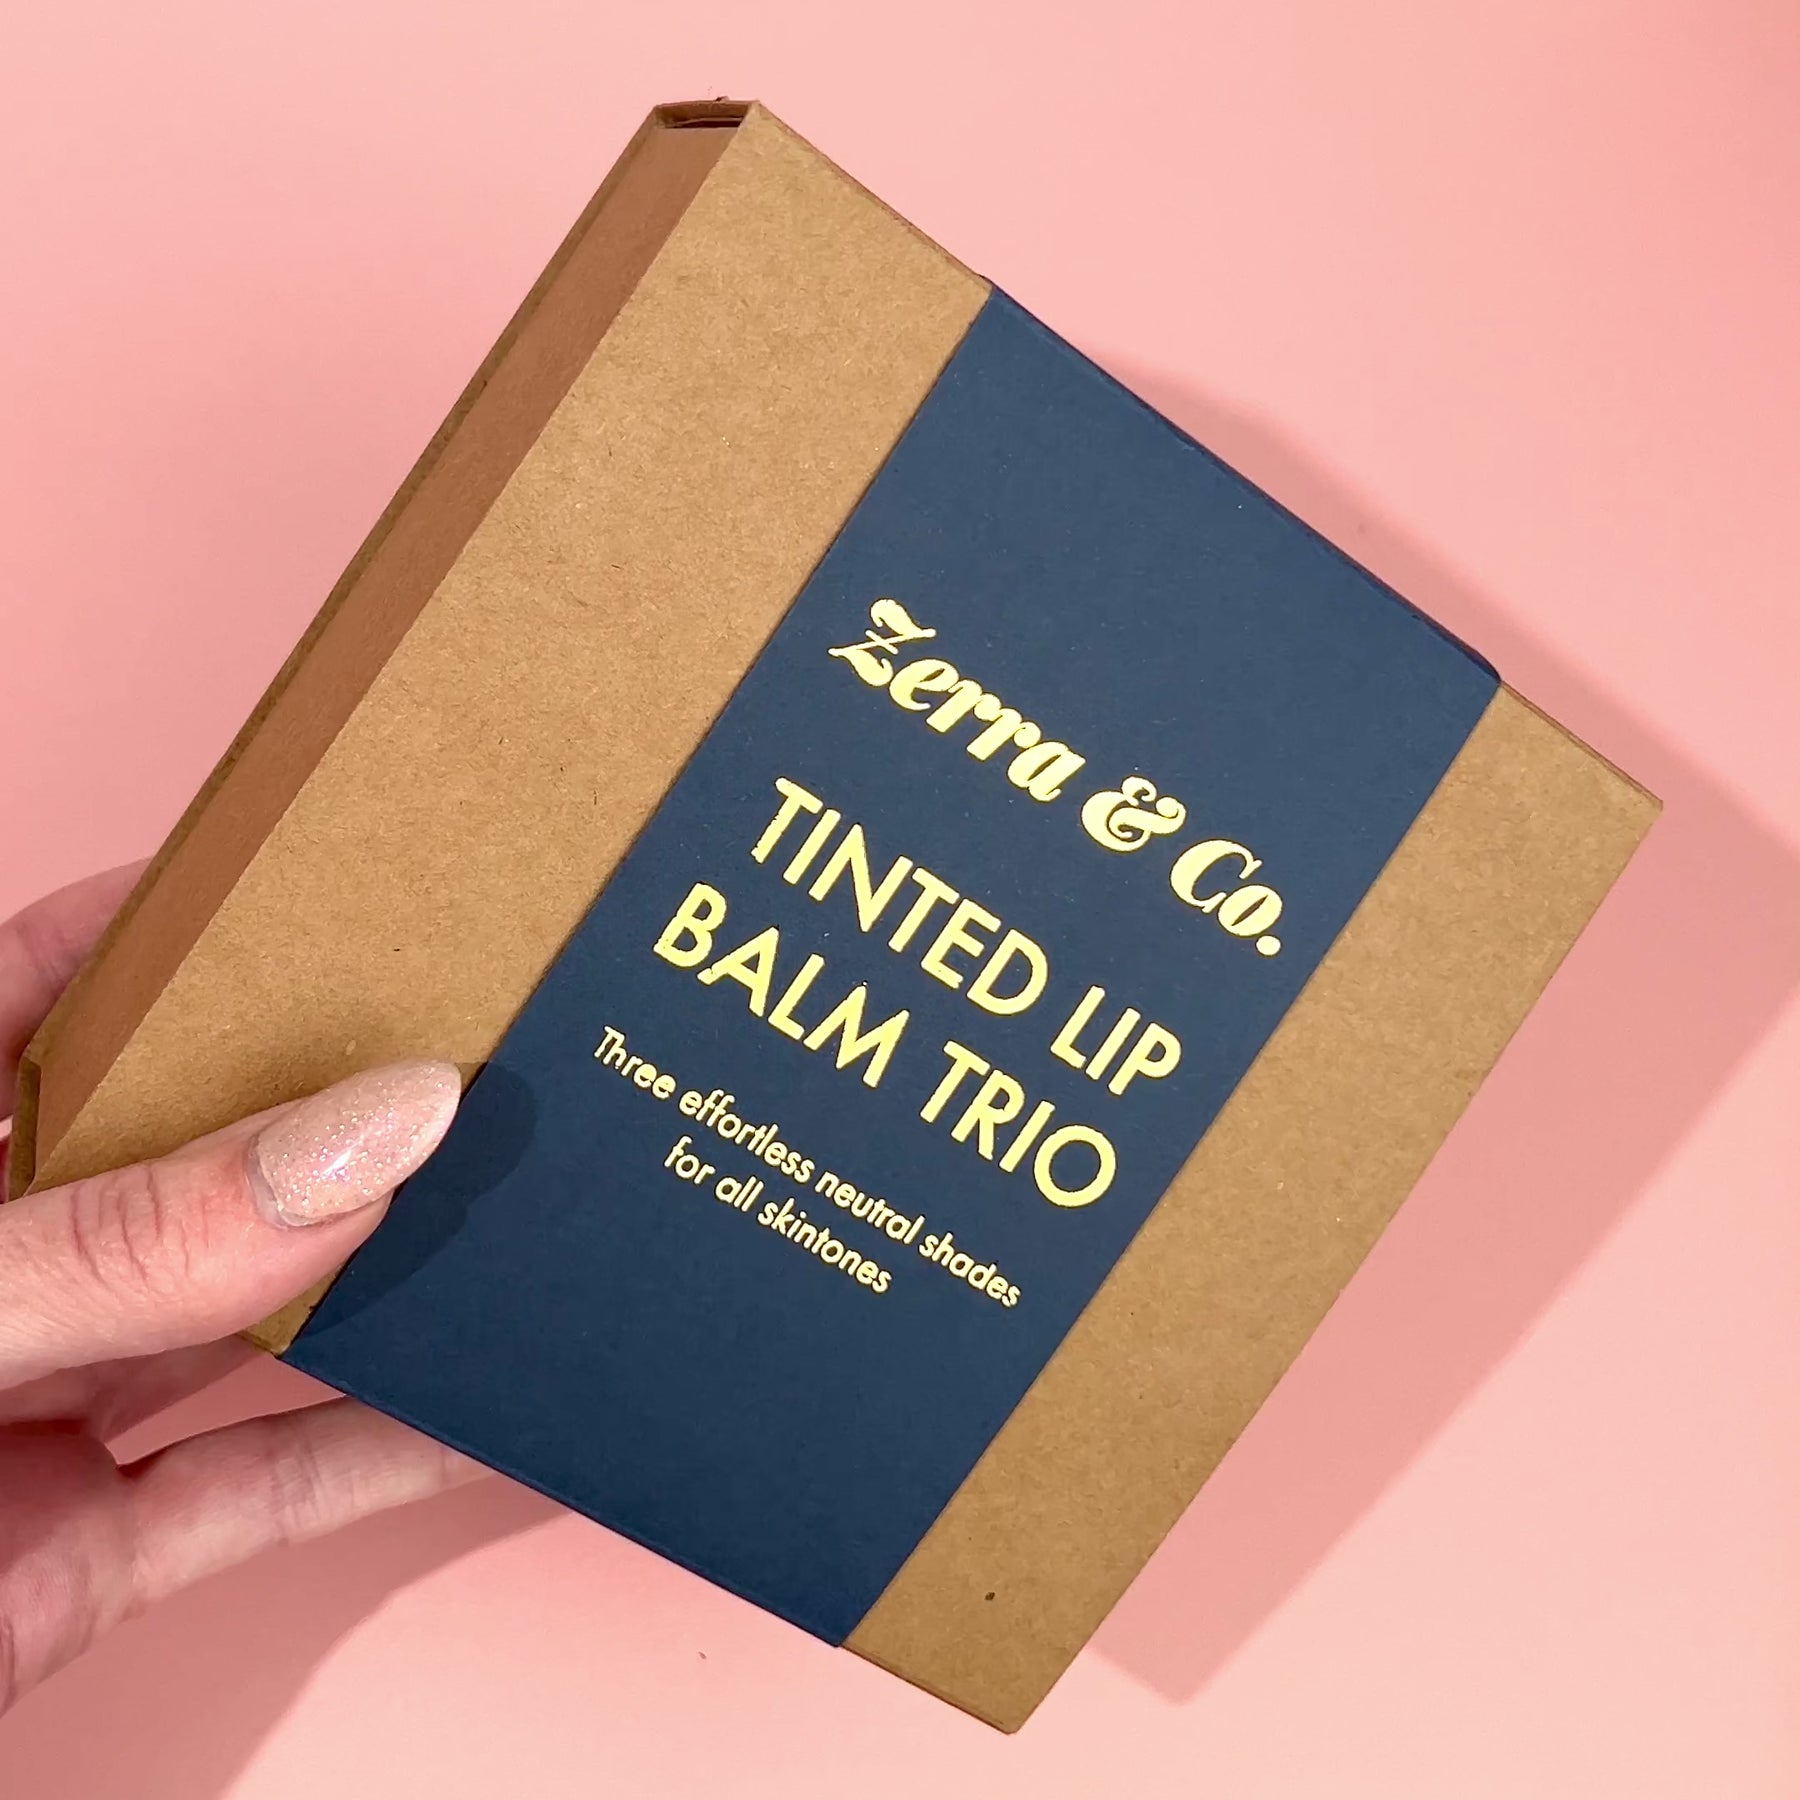 Zerra & Co.
TINTED LIP
BALM TRIO
Three effortless neutral shades
for all skintones